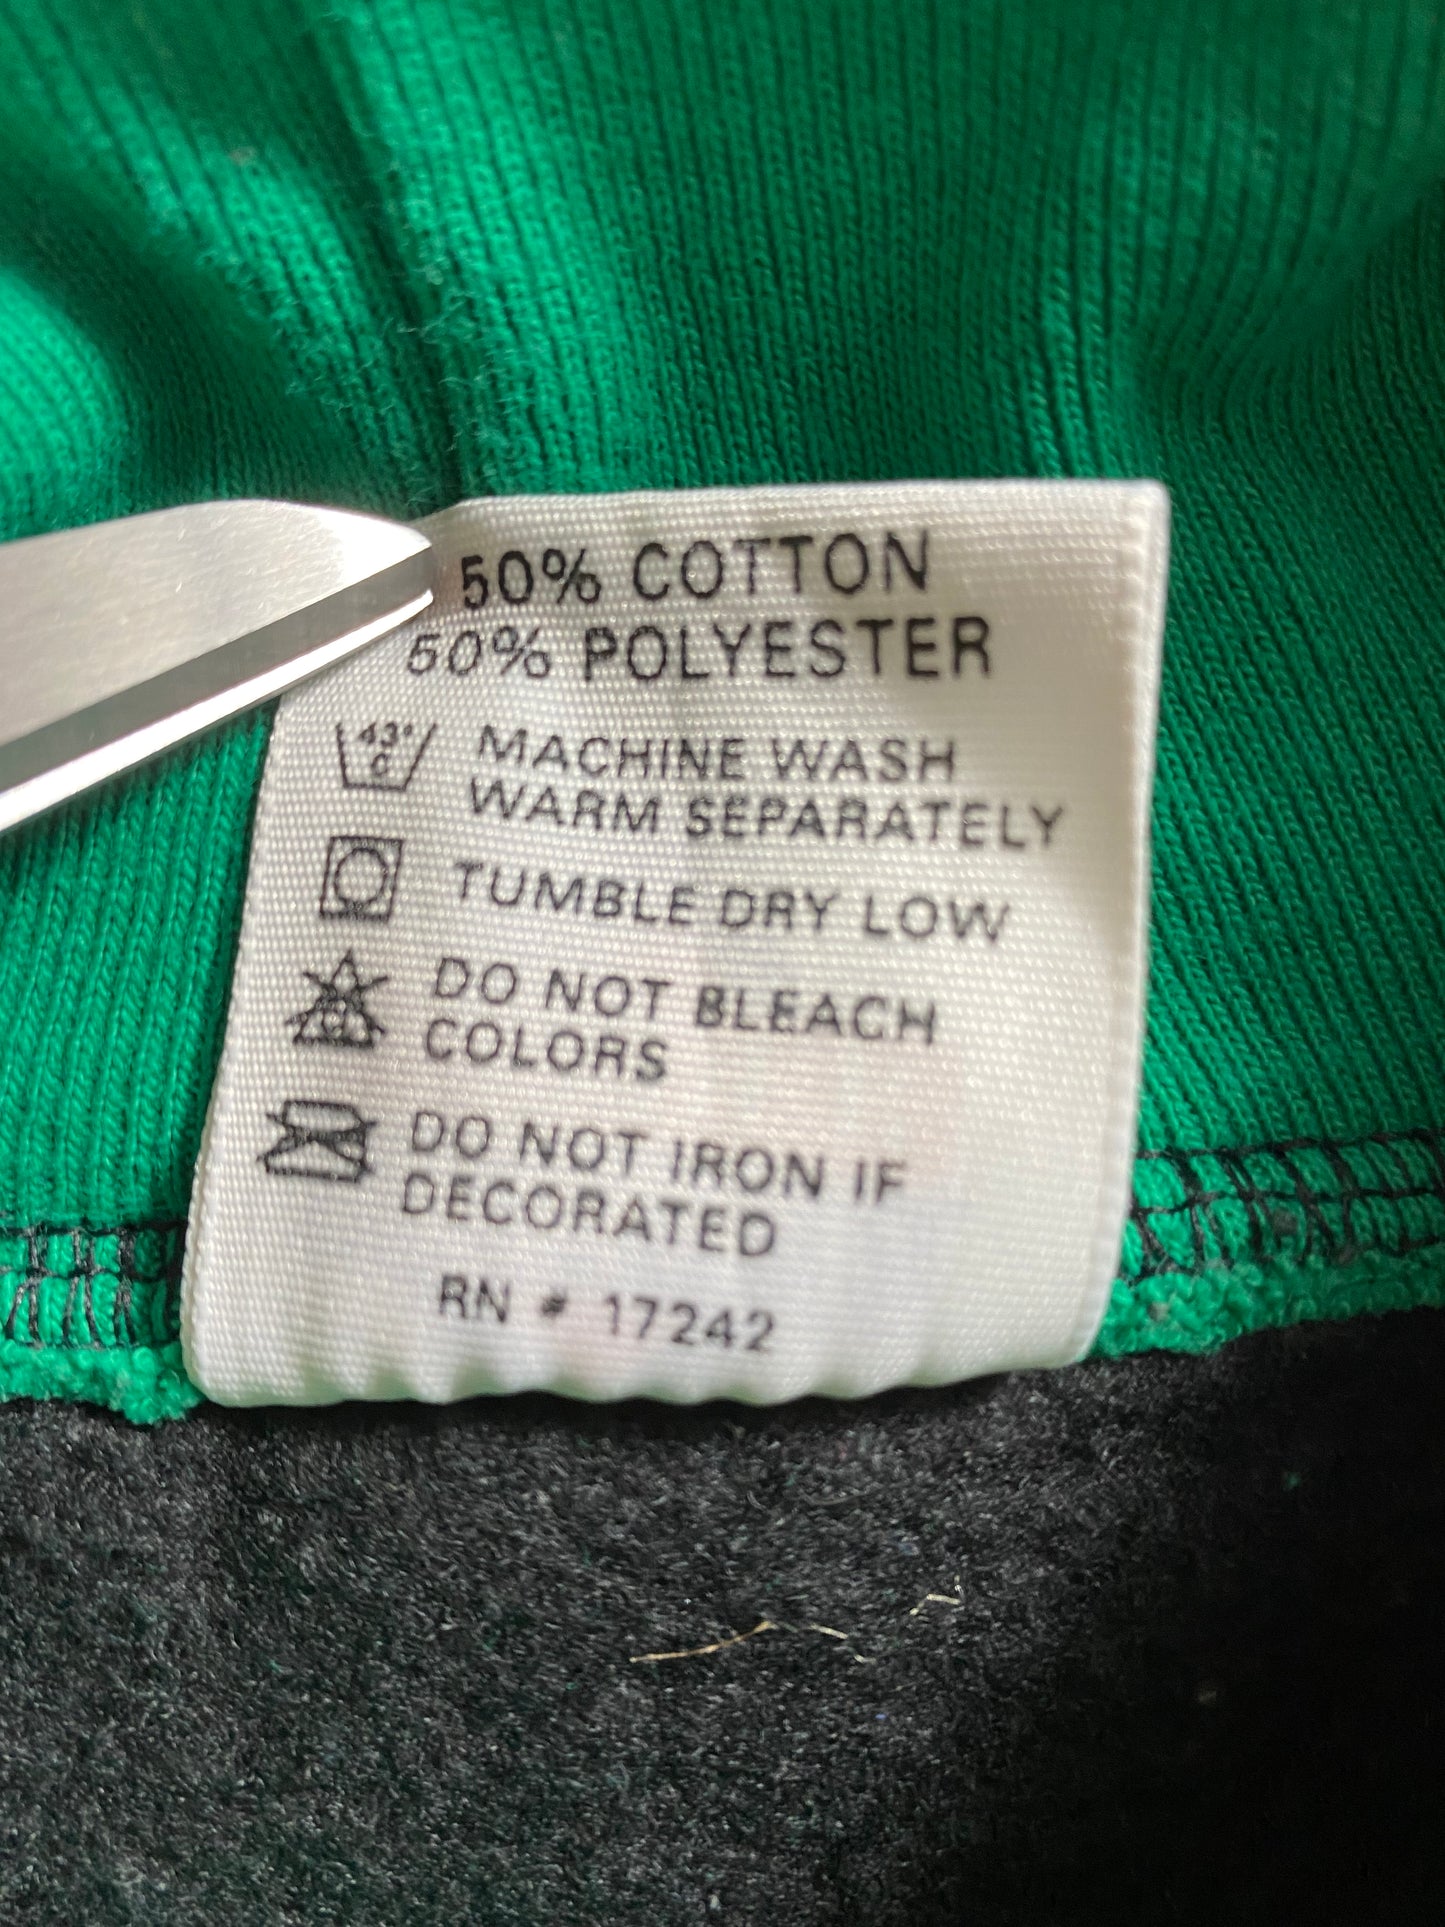 50% COTTON
50% POLYESTER
43°
C
MACHINE WASH
WARM SEPARATELY
TUMBLE DRY LOW
DO NOT BLEACH
COLORS
DO NOT IRON IF
DECORATED
RN # 17242